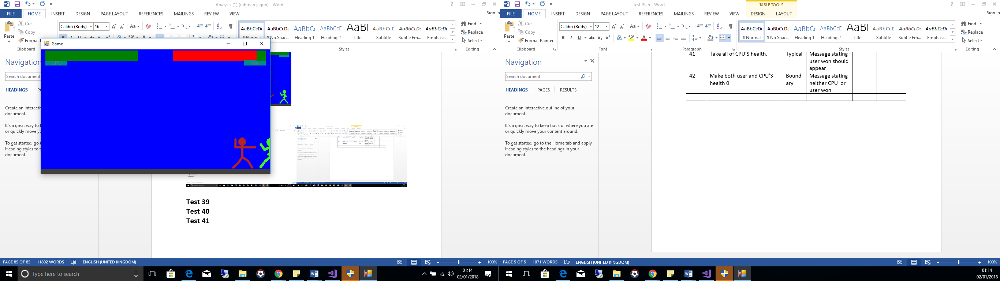 Analysis (1) (rahman jagun) - Word
FILE HOME INSERT DESIGN PAGE LAYOUT REFERENCES MAILINGS REVIEW VIEW Sign in
Cut
Copy
Paste
Clipboard
Calibri (Body) 16
AaBbCcDc AaBbCcDc AaBbCc AaBbCcC AaBl AaBbCcD AaBbCcDc AaBbCcDc
¶ Normal ¶ No Spac... Heading 1 Heading 2 Title Subtitle Subtle Em... Emphasis
Styles
Find
Replace
Select
Editing
Game
CPU
You
Navigation
Search document
HEADINGS
Create an interacti
document.
It's a great way to
or quickly move yo
To get started, go t
Heading styles to t
document.
Test 39
Test 40
Test 41
PAGE 85 OF 85 11892 WORDS ENGLISH (UNITED KINGDOM) 100%
Type here to search
01:14
02/01/2018
Test Plan - Word
TABLE TOOLS
FILE HOME INSERT DESIGN PAGE LAYOUT REFERENCES MAILINGS REVIEW VIEW DESIGN LAYOUT Sign in
Cut
Copy
Format Painter
Paste
Clipboard
Calibri (Body) 12
Font
Paragraph
AaBbCcDc AaBbCcDc AaBbCc AaBbCcC AaBl AaBbCcD AaBbCcDc AaBbCcDc
¶ Normal ¶ No Spac... Heading 1 Heading 2 Title Subtitle Subtle Em... Emphasis
Styles
Find
Replace
Select
Editing
Navigation
Search document
HEADINGS PAGES RESULTS
Create an interactive outline of your
document.
It's a great way to keep track of where you are
or quickly move your content around.
To get started, go to the Home tab and apply
Heading styles to the headings in your
document.
41 Take all of CPU'S health. Typical Message stating
user won should
appear
42 Make both user and CPU'S Bound Message stating
health 0 ary neither CPU or
user won
PAGE 5 OF 5 1071 WORDS ENGLISH (UNITED KINGDOM) 100%
01:14
02/01/2018